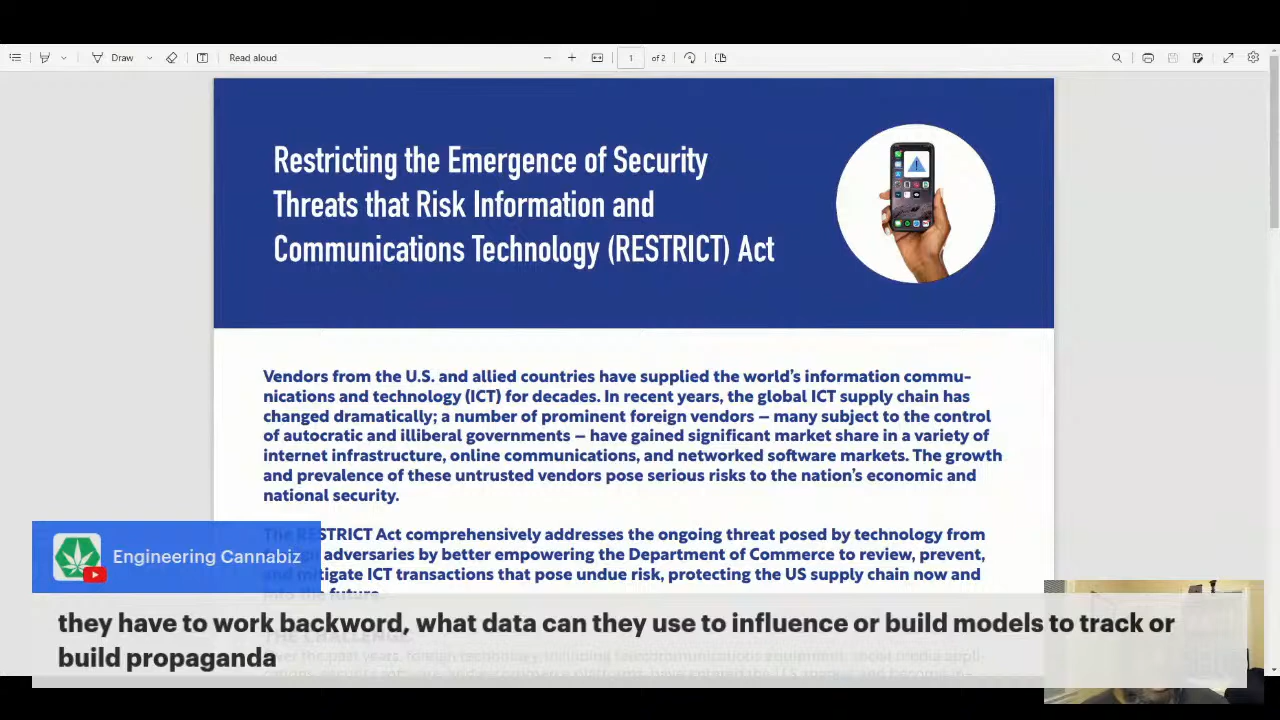 Draw
Read aloud
1
of 2
Restricting the Emergence of Security
Threats that Risk Information and
Communications Technology (RESTRICT) Act
Vendors from the U.S. and allied countries have supplied the world's information commu-
nications and technology (ICT) for decades. In recent years, the global ICT supply chain has
changed dramatically; a number of prominent foreign vendors – many subject to the control
of autocratic and illiberal governments – have gained significant market share in a variety of
internet infrastructure, online communications, and networked software markets. The growth
and prevalence of these untrusted vendors pose serious risks to the nation's economic and
national security.
The RESTRICT Act comprehensively addresses the ongoing threat posed by technology from
adversaries by better empowering the Department of Commerce to review, prevent,
and mitigate ICT transactions that pose undue risk, protecting the US supply chain now and
into the future.
Engineering Cannabiz
THE CHALLENGE
they have to work backword, what data can they use to influence or build models to track or
build propaganda